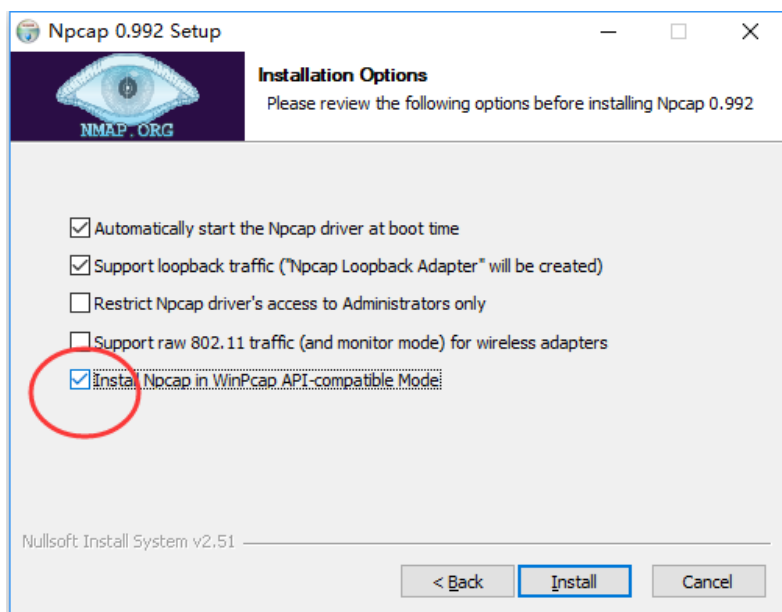 Npcap 0.992 Setup
NMAP.ORG
Installation Options
Please review the following options before installing Npcap 0.992
Automatically start the Npcap driver at boot time
Support loopback traffic ("Npcap Loopback Adapter" will be created)
Restrict Npcap driver's access to Administrators only
Support raw 802.11 traffic (and monitor mode) for wireless adapters
Install Npcap in WinPcap API-compatible Mode
Nullsoft Install System v2.51
< Back
Install
Cancel